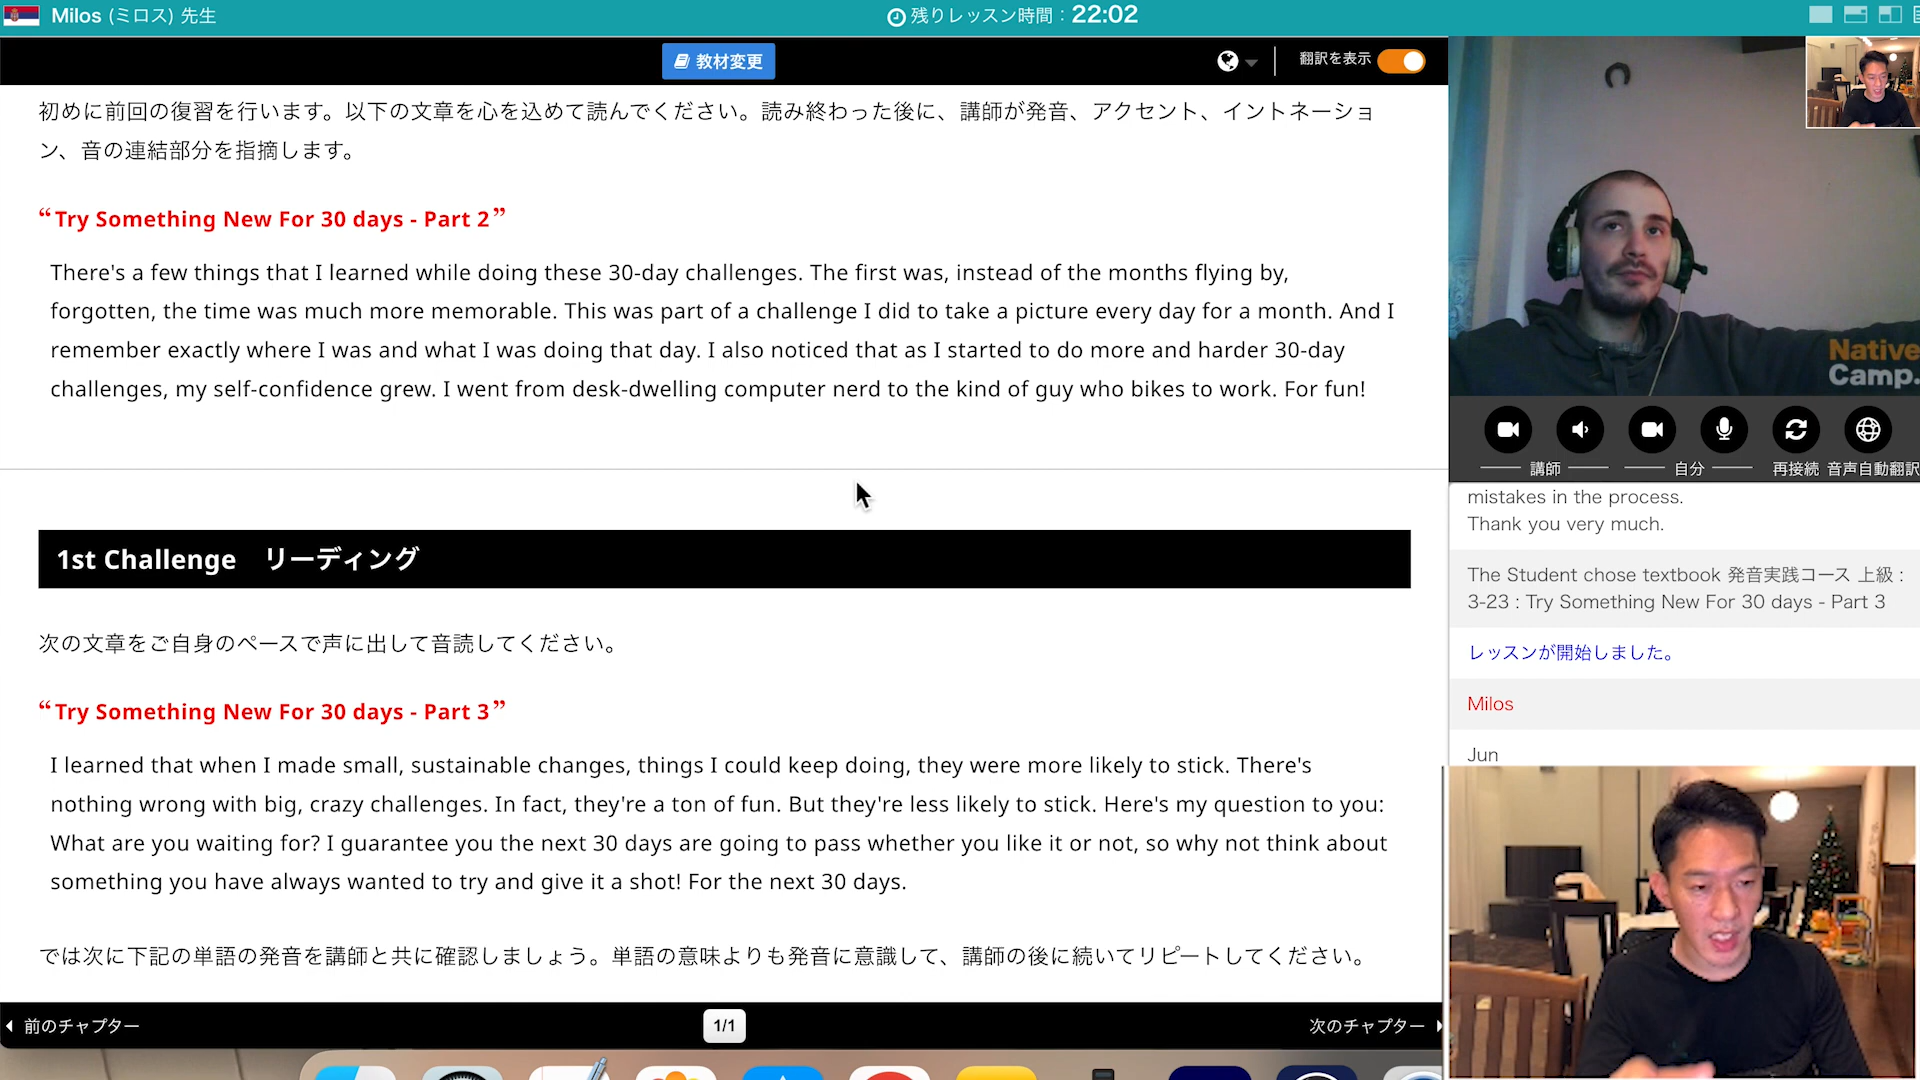 Milos (ミロス) 先生
残りレッスン時間 : 22:02
教材変更
翻訳を表示
初めに前回の復習を行います。以下の文章を心を込めて読んでください。読み終わった後に、講師が発音、アクセント、イントネーショ
ン、音の連結部分を指摘します。
“Try Something New For 30 days - Part 2”
There's a few things that I learned while doing these 30-day challenges. The first was, instead of the months flying by,
forgotten, the time was much more memorable. This was part of a challenge I did to take a picture every day for a month. And I
remember exactly where I was and what I was doing that day. I also noticed that as I started to do more and harder 30-day
challenges, my self-confidence grew. I went from desk-dwelling computer nerd to the kind of guy who bikes to work. For fun!
1st Challenge　リーディング
次の文章をご自身のペースで声に出して音読してください。
“Try Something New For 30 days - Part 3”
I learned that when I made small, sustainable changes, things I could keep doing, they were more likely to stick. There's
nothing wrong with big, crazy challenges. In fact, they're a ton of fun. But they're less likely to stick. Here's my question to you:
What are you waiting for? I guarantee you the next 30 days are going to pass whether you like it or not, so why not think about
something you have always wanted to try and give it a shot! For the next 30 days.
では次に下記の単語の発音を講師と共に確認しましょう。単語の意味よりも発音に意識して、講師の後に続いてリピートしてください。
前のチャプター
1/1
次のチャプター
Native
Camp.
講師
自分
再接続
音声自動翻訳
mistakes in the process.
Thank you very much.
The Student chose textbook 発音実践コース 上級 :
3-23 : Try Something New For 30 days - Part 3
レッスンが開始しました。
Milos
Jun